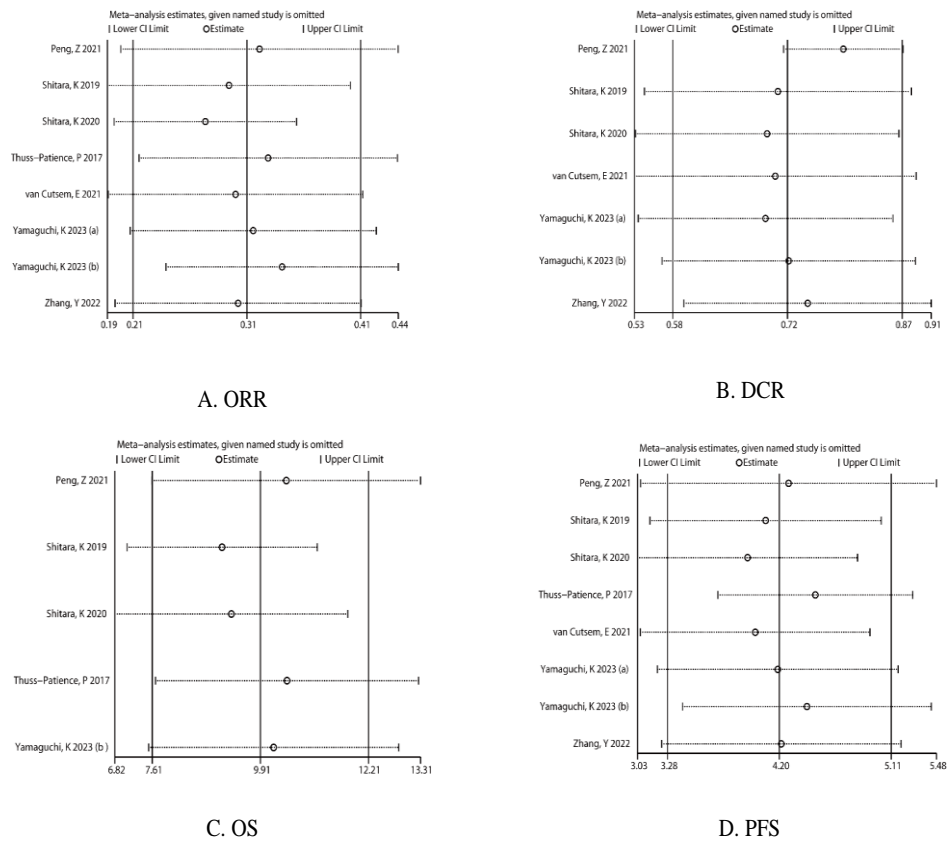 Meta−analysis estimates, given named study is omitted
Lower CI Limit Estimate Upper CI Limit
Peng, Z 2021
Shitara, K 2019
Shitara, K 2020
Thuss−Patience, P 2017
van Cutsem, E 2021
Yamaguchi, K 2023 (a)
Yamaguchi, K 2023 (b)
Zhang, Y 2022
0.19 0.21 0.31 0.41 0.44
A. ORR
Meta−analysis estimates, given named study is omitted
Lower CI Limit Estimate Upper CI Limit
Peng, Z 2021
Shitara, K 2019
Shitara, K 2020
van Cutsem, E 2021
Yamaguchi, K 2023 (a)
Yamaguchi, K 2023 (b)
Zhang, Y 2022
0.53 0.58 0.72 0.87 0.91
B. DCR
Meta−analysis estimates, given named study is omitted
Lower CI Limit Estimate Upper CI Limit
Peng, Z 2021
Shitara, K 2019
Shitara, K 2020
Thuss−Patience, P 2017
Yamaguchi, K 2023 (b )
6.82 7.61 9.91 12.21 13.31
C. OS
Meta−analysis estimates, given named study is omitted
Lower CI Limit Estimate Upper CI Limit
Peng, Z 2021
Shitara, K 2019
Shitara, K 2020
Thuss−Patience, P 2017
van Cutsem, E 2021
Yamaguchi, K 2023 (a)
Yamaguchi, K 2023 (b)
Zhang, Y 2022
3.03 3.28 4.20 5.11 5.48
D. PFS